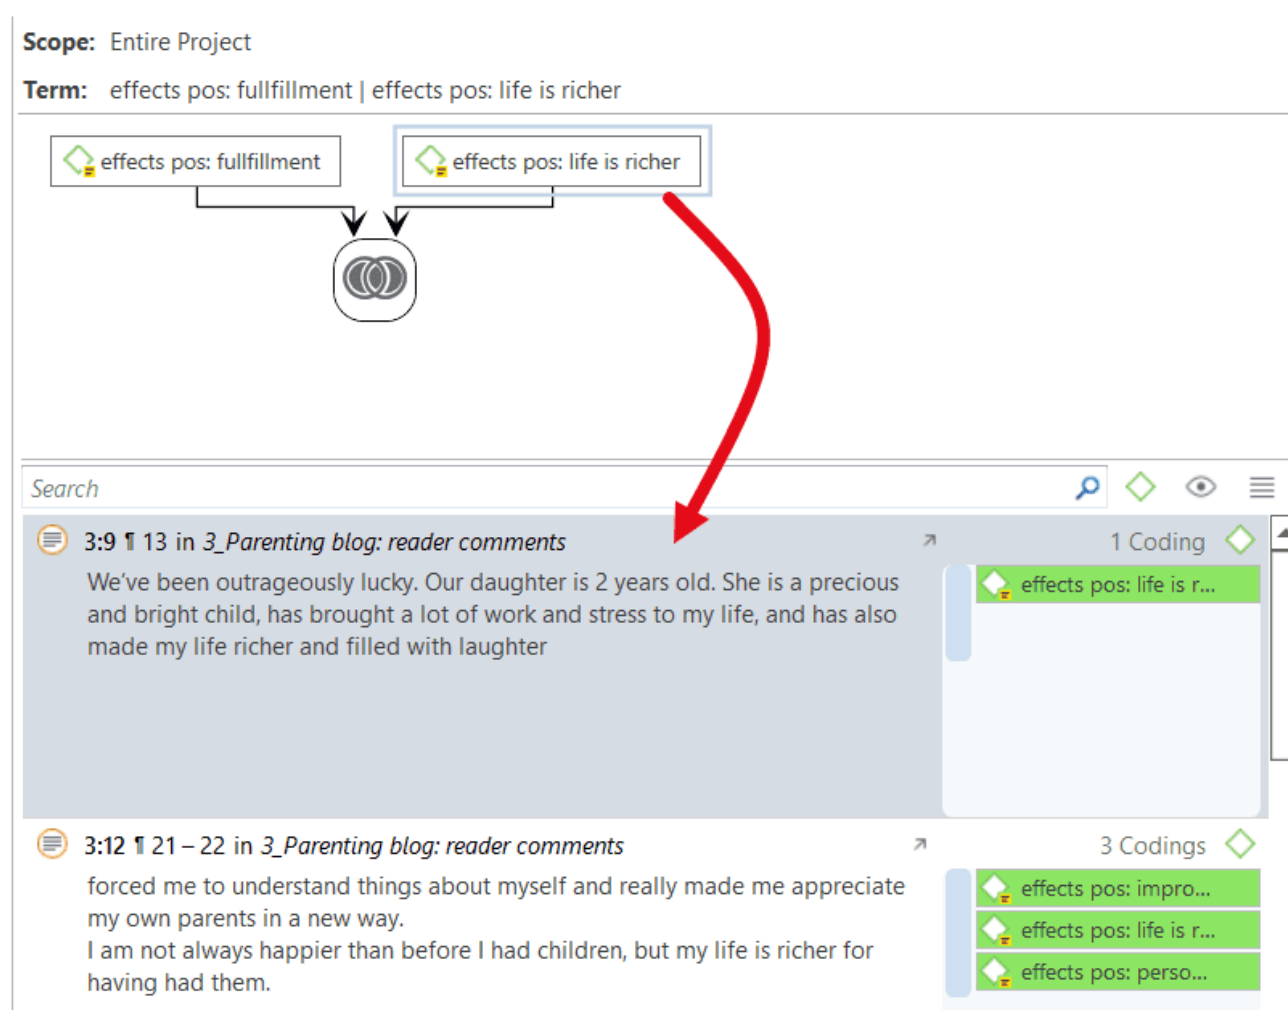 Scope: Entire Project
Term: effects pos: fullfillment | effects pos: life is richer
effects pos: fullfillment
effects pos: life is richer
Search
3:9 ¶ 13 in 3_Parenting blog: reader comments
1 Coding
We've been outrageously lucky. Our daughter is 2 years old. She is a precious
and bright child, has brought a lot of work and stress to my life, and has also
made my life richer and filled with laughter
effects pos: life is r...
3:12 ¶ 21 – 22 in 3_Parenting blog: reader comments
3 Codings
forced me to understand things about myself and really made me appreciate
my own parents in a new way.
I am not always happier than before I had children, but my life is richer for
having had them.
effects pos: impro...
effects pos: life is r...
effects pos: perso...